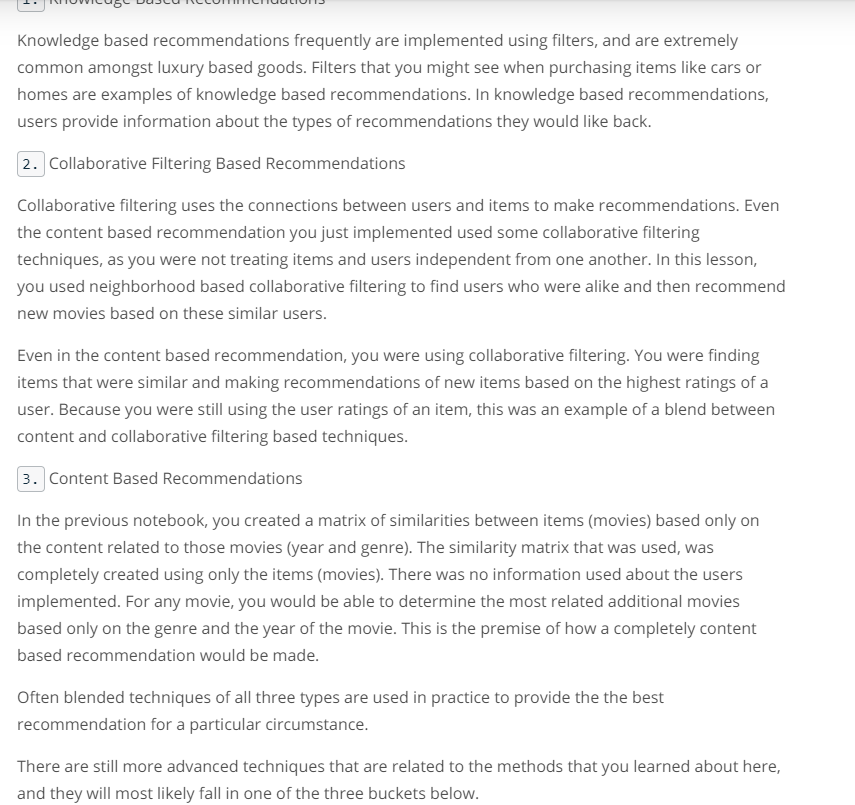 1. Knowledge Based Recommendations
Knowledge based recommendations frequently are implemented using filters, and are extremely
common amongst luxury based goods. Filters that you might see when purchasing items like cars or
homes are examples of knowledge based recommendations. In knowledge based recommendations,
users provide information about the types of recommendations they would like back.
2. Collaborative Filtering Based Recommendations
Collaborative filtering uses the connections between users and items to make recommendations. Even
the content based recommendation you just implemented used some collaborative filtering
techniques, as you were not treating items and users independent from one another. In this lesson,
you used neighborhood based collaborative filtering to find users who were alike and then recommend
new movies based on these similar users.
Even in the content based recommendation, you were using collaborative filtering. You were finding
items that were similar and making recommendations of new items based on the highest ratings of a
user. Because you were still using the user ratings of an item, this was an example of a blend between
content and collaborative filtering based techniques.
3. Content Based Recommendations
In the previous notebook, you created a matrix of similarities between items (movies) based only on
the content related to those movies (year and genre). The similarity matrix that was used, was
completely created using only the items (movies). There was no information used about the users
implemented. For any movie, you would be able to determine the most related additional movies
based only on the genre and the year of the movie. This is the premise of how a completely content
based recommendation would be made.
Often blended techniques of all three types are used in practice to provide the the best
recommendation for a particular circumstance.
There are still more advanced techniques that are related to the methods that you learned about here,
and they will most likely fall in one of the three buckets below.